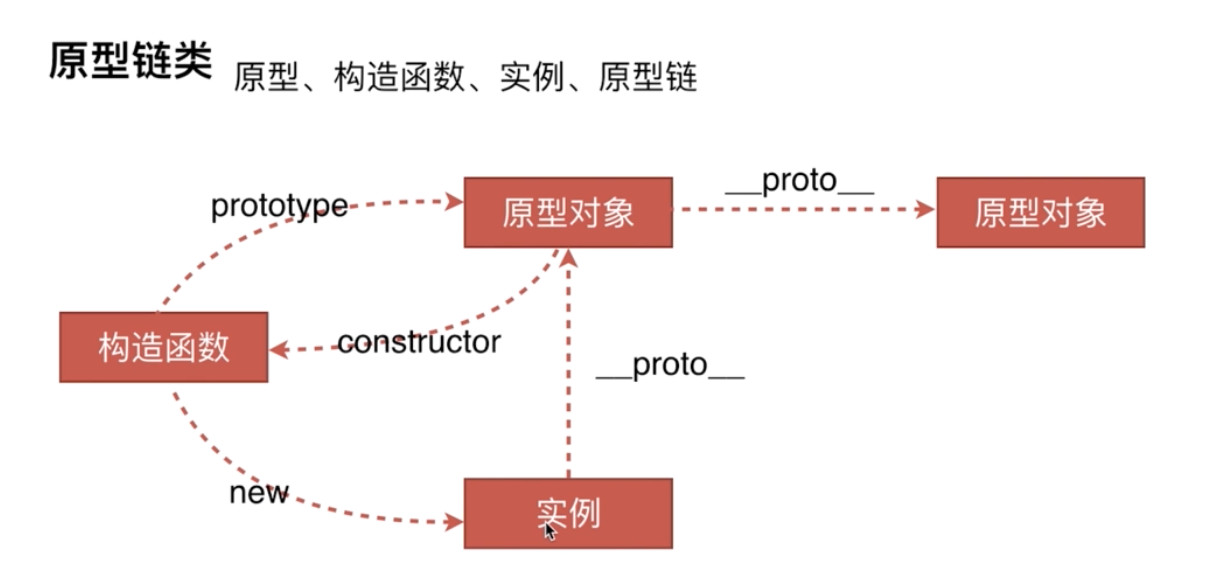 原型链类 原型、构造函数、实例、原型链
__proto__
prototype
原型对象
原型对象
构造函数
constructor
__proto__
new
实例